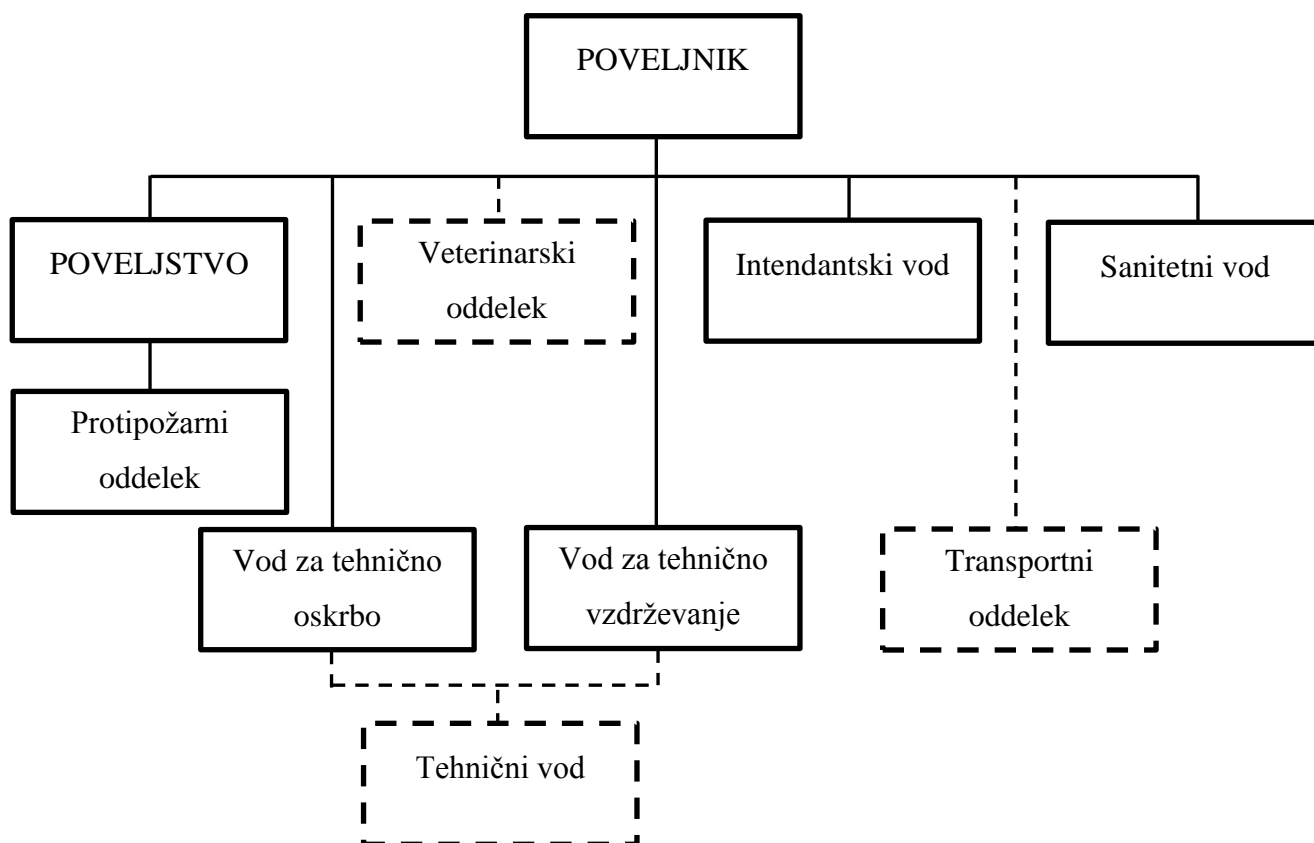 POVELJNIK
POVELJSTVO
Veterinarski
oddelek
Intendantski vod
Sanitetni vod
Protipožarni
oddelek
Vod za tehnično
oskrbo
Vod za tehnično
vzdrževanje
Transportni
oddelek
Tehnični vod